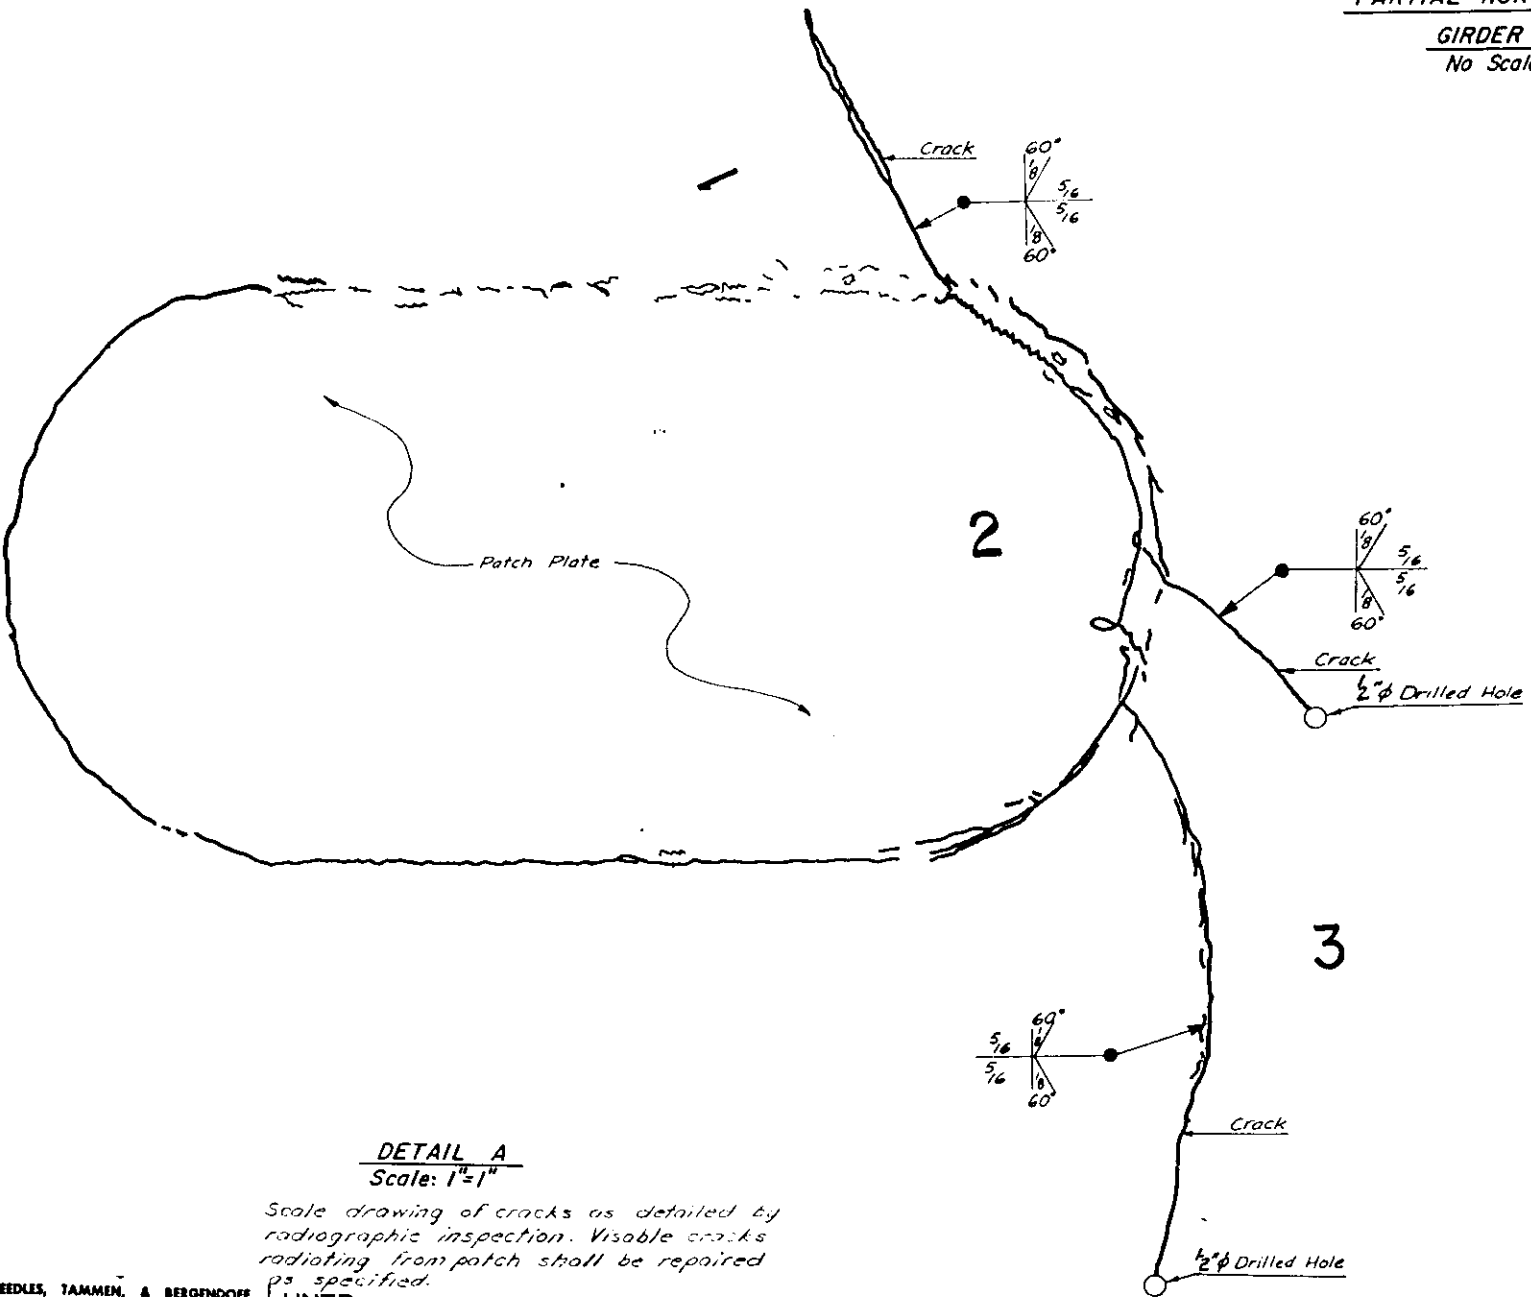 GIRDER
No Scale
Crack
60°
1/8
5/16
5/16
1/8
60°
2
Patch Plate
60°
1/8
5/16
5/16
1/8
60°
Crack
1/2"φ Drilled Hole
3
60°
5/16
5/16
1/8
60°
Crack
1/2"φ Drilled Hole
DETAIL A
Scale: 1"=1"
Scale drawing of cracks as detailed by
radiographic inspection. Visable cracks
radiating from patch shall be repaired
as specified.
TAMMEN, & BERGENDOFF